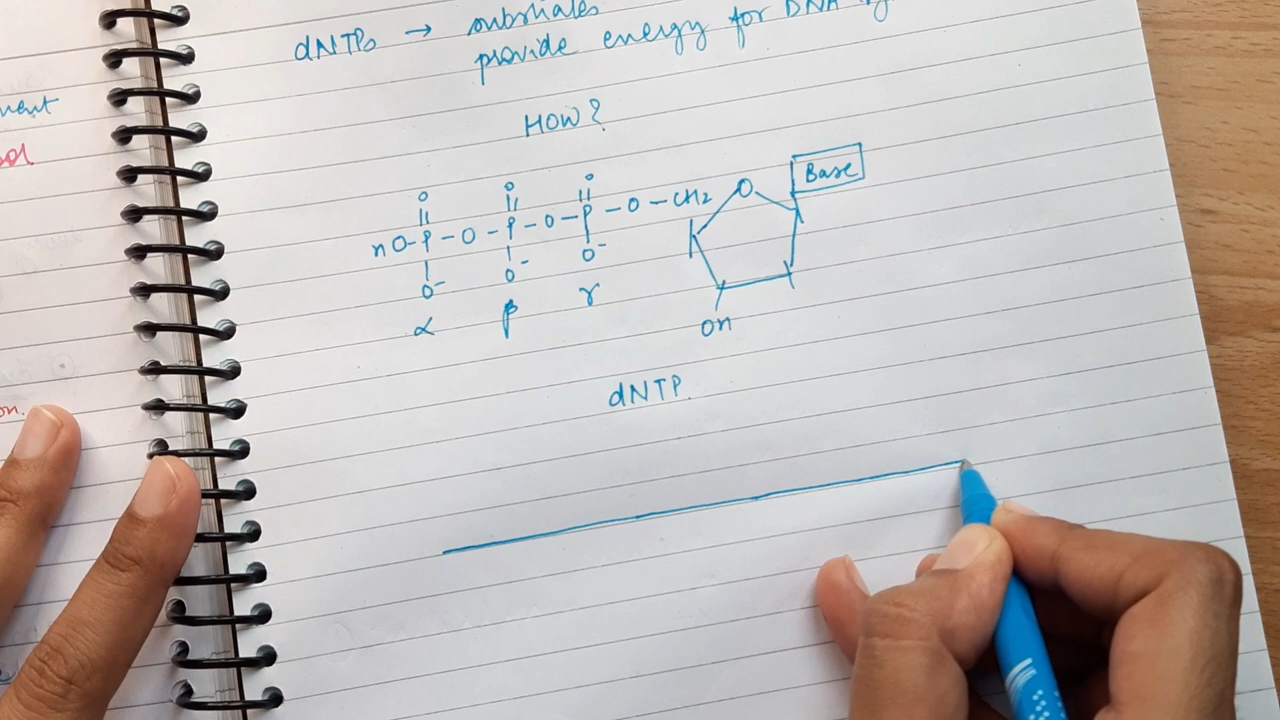 dNTPs → substrates
provide energy for DNA
HOW?
Base
O O O
|| || ||
HO-P-O-P-O-P-O-CH2 O
O⁻ O⁻ O⁻
α β γ
OH
dNTP.